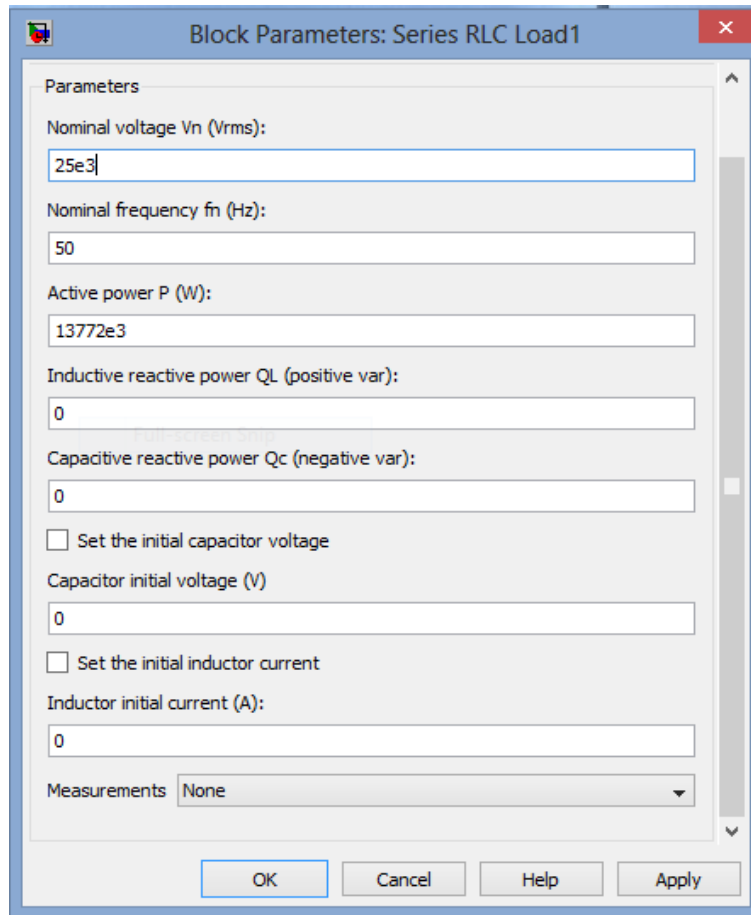 Block Parameters: Series RLC Load1
Parameters
Nominal voltage Vn (Vrms):
25e3
Nominal frequency fn (Hz):
50
Active power P (W):
13772e3
Inductive reactive power QL (positive var):
0
Full-screen Snip
Capacitive reactive power Qc (negative var):
0
Set the initial capacitor voltage
Capacitor initial voltage (V)
0
Set the initial inductor current
Inductor initial current (A):
0
Measurements None
OK Cancel Help Apply